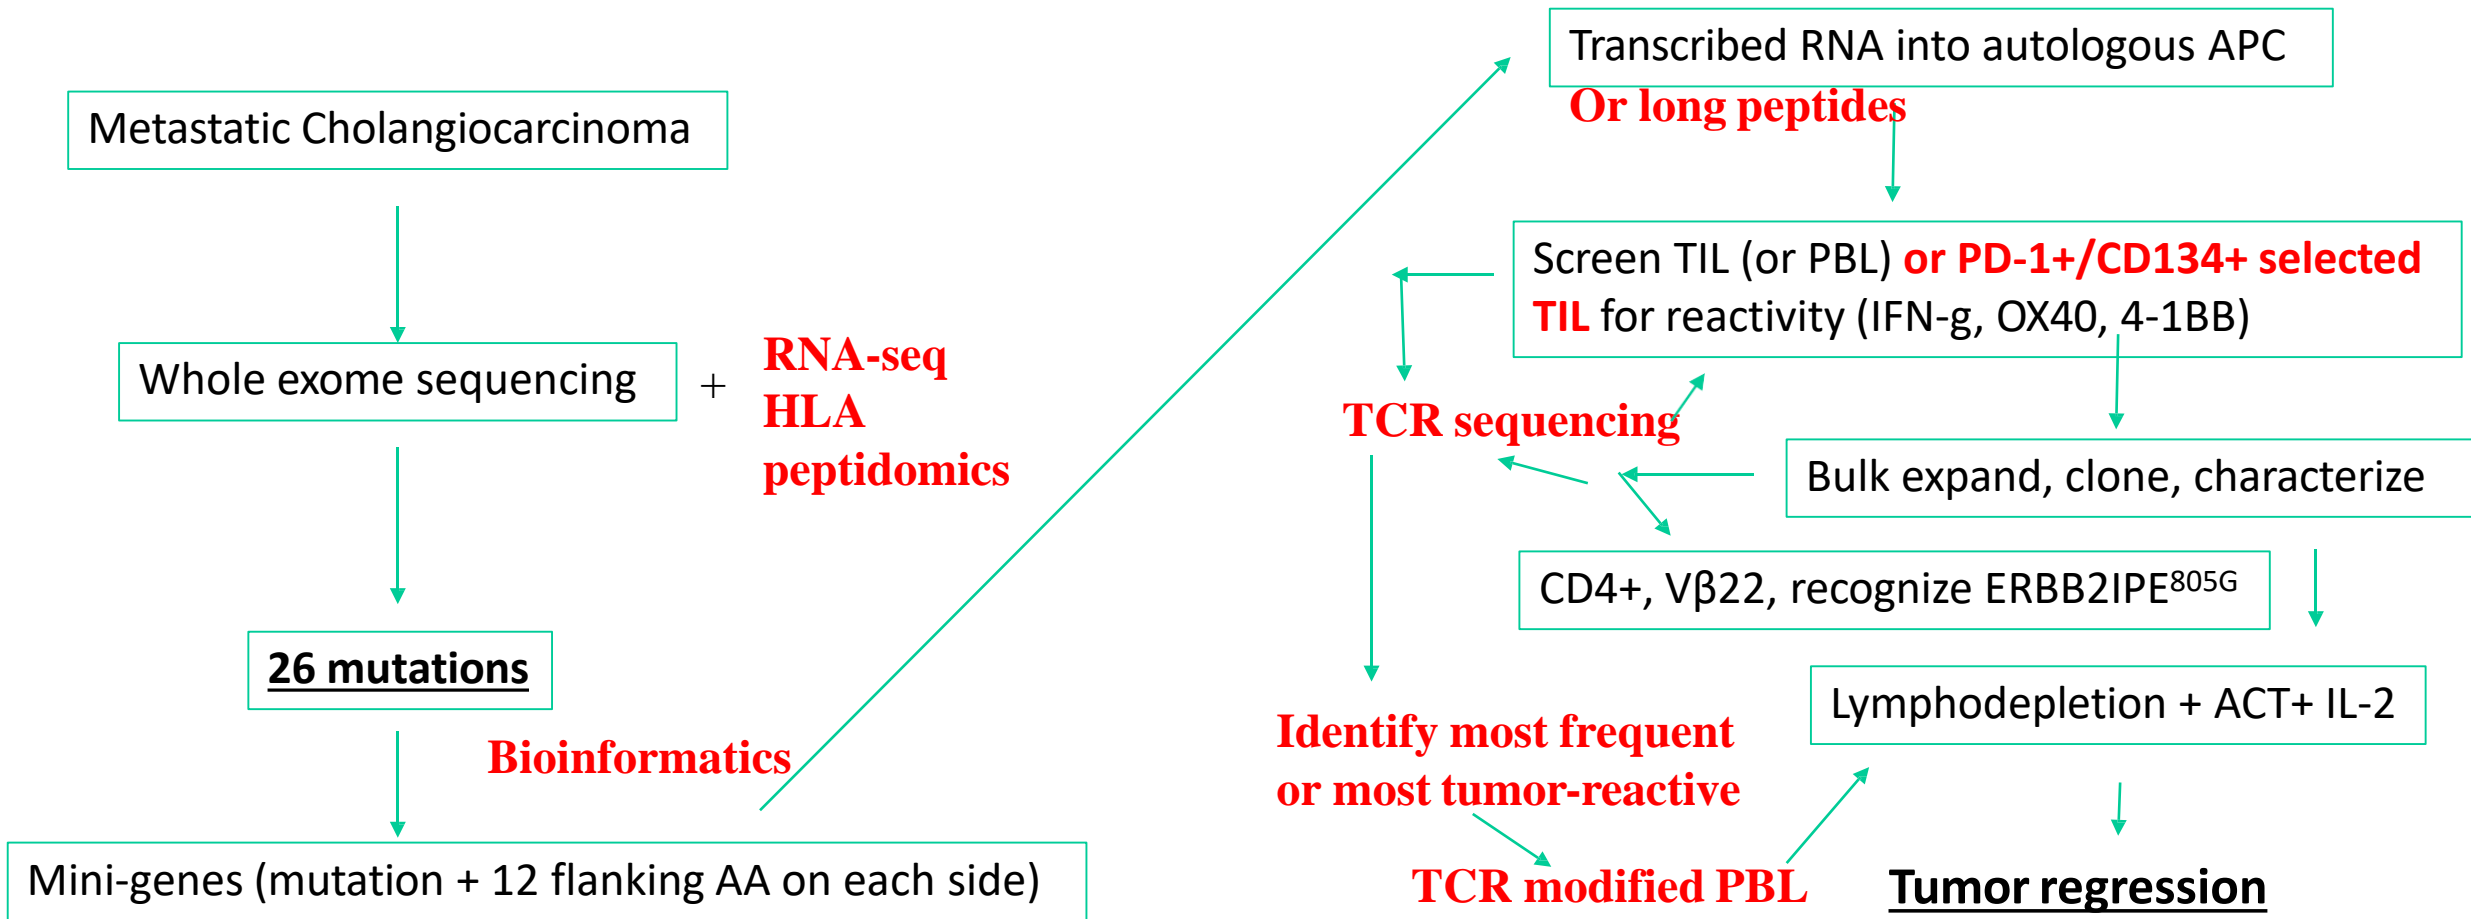 Metastatic Cholangiocarcinoma
Whole exome sequencing
+
RNA-seq
HLA
peptidomics
26 mutations
Bioinformatics
Mini-genes (mutation + 12 flanking AA on each side)
Transcribed RNA into autologous APC
Or long peptides
Screen TIL (or PBL) or PD-1+/CD134+ selected
TIL for reactivity (IFN-g, OX40, 4-1BB)
TCR sequencing
Bulk expand, clone, characterize
CD4+, Vβ22, recognize ERBB2IPE805G
Lymphodepletion + ACT+ IL-2
Identify most frequent
or most tumor-reactive
TCR modified PBL
Tumor regression